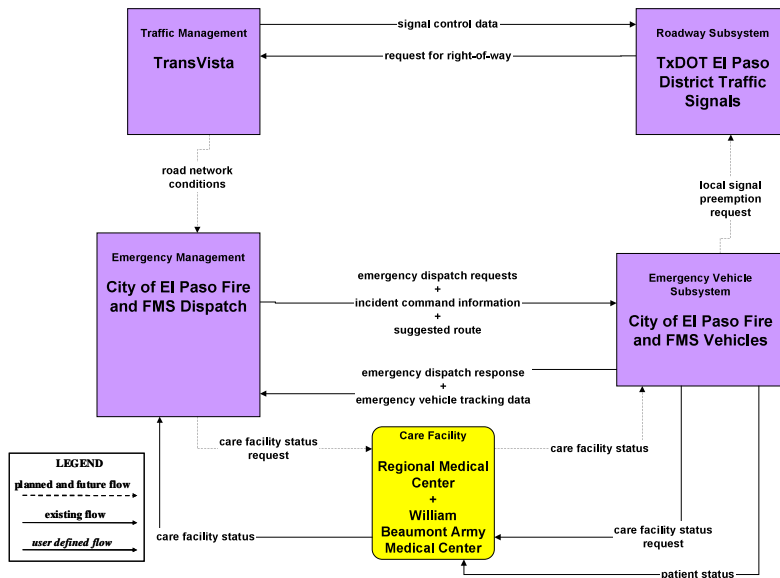 Traffic Management
TransVista
signal control data
request for right-of-way
Roadway Subsystem
TxDOT El Paso
District Traffic
Signals
road network
conditions
local signal
preemption
request
Emergency Management
City of El Paso Fire
and FMS Dispatch
emergency dispatch requests
+
incident command information
+
suggested route
Emergency Vehicle
Subsystem
City of El Paso Fire
and FMS Vehicles
emergency dispatch response
+
emergency vehicle tracking data
care facility status
request
Care Facility
Regional Medical
Center
+
William
Beaumont Army
Medical Center
care facility status
LEGEND
planned and future flow
existing flow
user defined flow
care facility status
care facility status
request
patient status